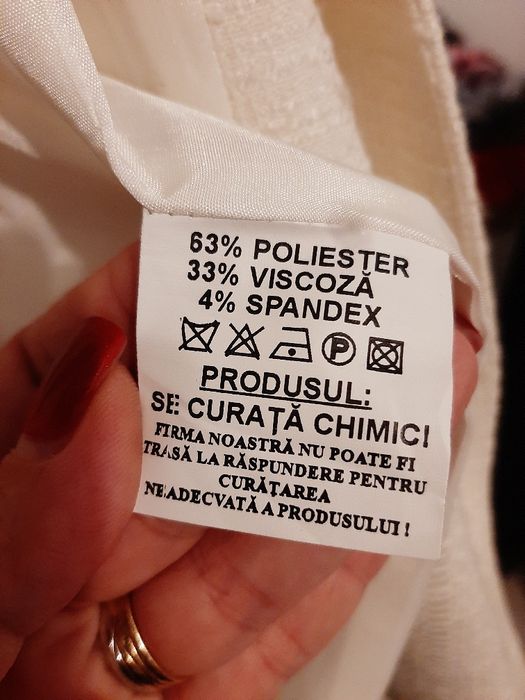 63% POLIESTER
33% VISCOZĂ
4% SPANDEX
P
PRODUSUL:
SE CURAȚĂ CHIMIC!
FIRMA NOASTRĂ NU POATE FI
TRASĂ LA RĂSPUNDERE PENTRU
CURĂȚAREA
NEADECVATĂ A PRODUSULUI !